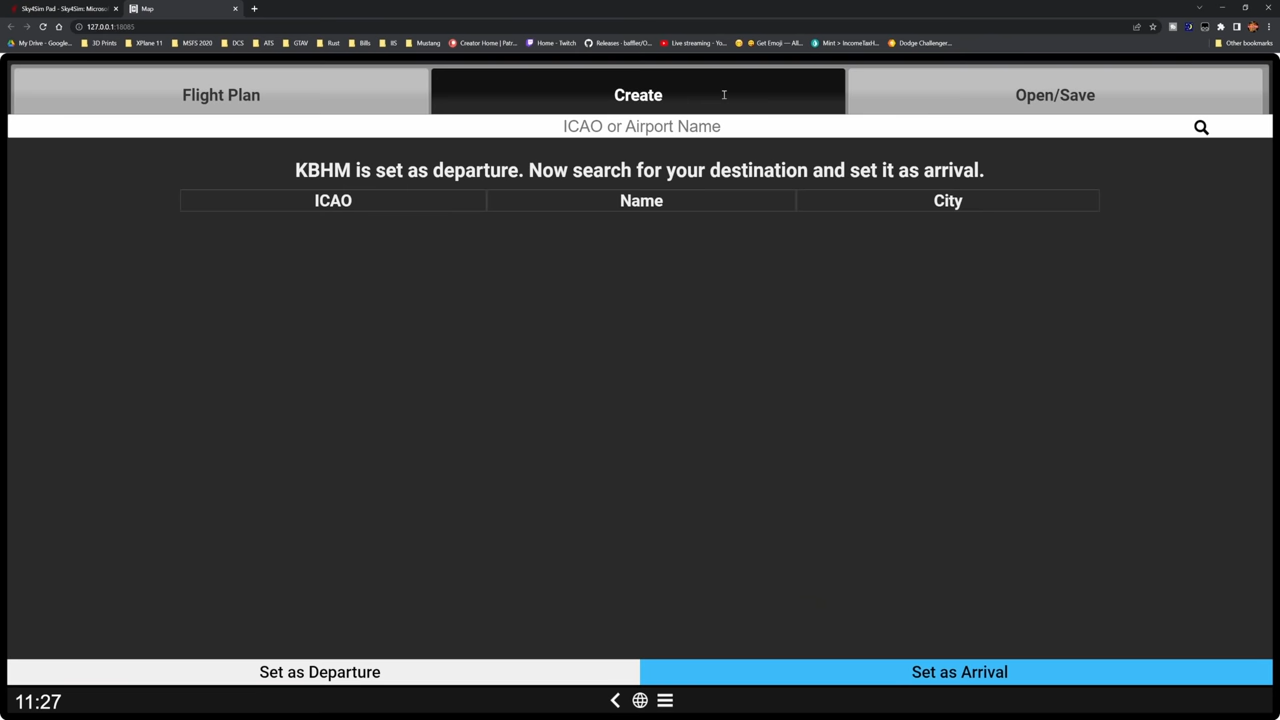 Sky4Sim Pad - Sky4Sim: Microso
Map
127.0.0.1:18085
My Drive - Google...
3D Prints
XPlane 11
MSFS 2020
DCS
ATS
GTAV
Rust
Bills
IIS
Mustang
Creator Home | Patr...
Home - Twitch
Releases · baffler/O...
Live streaming - Yo...
Get Emoji — All...
Mint > IncomeTaxH...
Dodge Challenger...
Other bookmarks
Flight Plan
Create
Open/Save
ICAO or Airport Name
KBHM is set as departure. Now search for your destination and set it as arrival.
ICAO
Name
City
Set as Departure
Set as Arrival
11:27